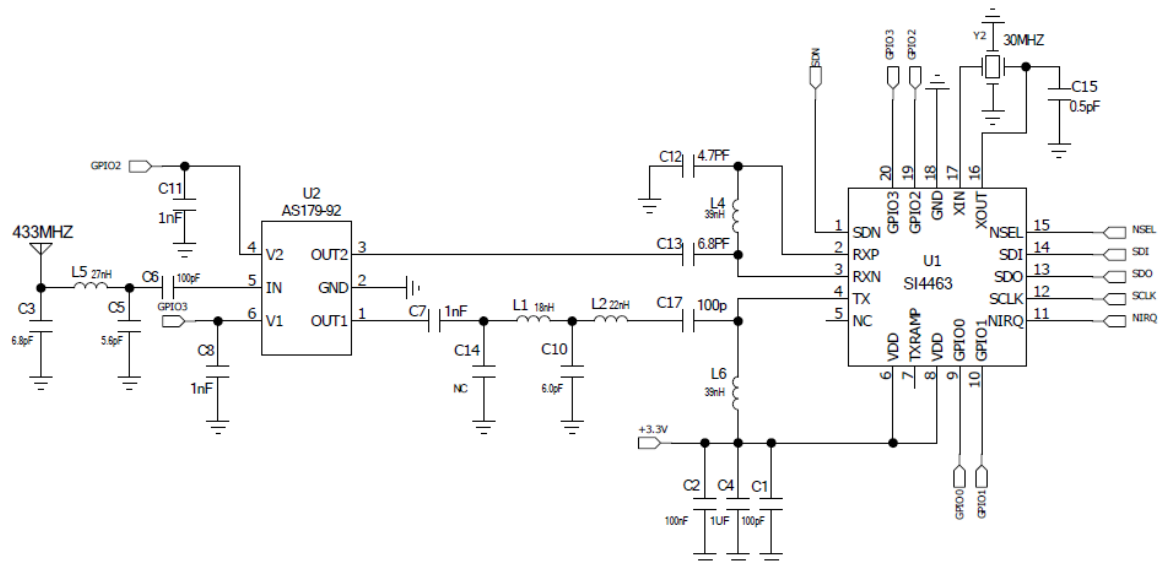 Y2
30MHZ
SDN
GPIO3
GPIO2
C15
0.5pF
C12
4.7PF
20
19
18
17
16
GPIO2
C11
1nF
U2
AS179-92
L4
39nH
GPIO3
GPIO2
GND
XIN
XOUT
1
SDN
NSEL
15
NSEL
433MHZ
4
V2
OUT2
3
C13
6.8PF
2
RXP
U1
SDI
14
SDI
L5
27nH
C6
100pF
5
IN
GND
2
3
RXN
SI4463
SDO
13
SDO
C3
6.8pF
C5
5.6pF
GPIO3
6
V1
OUT1
1
C7
1nF
L1
18nH
L2
22nH
C17
100p
4
TX
SCLK
12
SCLK
5
NC
NIRQ
11
NIRQ
C8
1nF
C14
NC
C10
6.0pF
L6
39nH
VDD
TXRAMP
VDD
GPIO0
GPIO1
6
7
8
9
10
+3.3V
C2
100nF
C4
1UF
C1
100pF
GPIO0
GPIO1